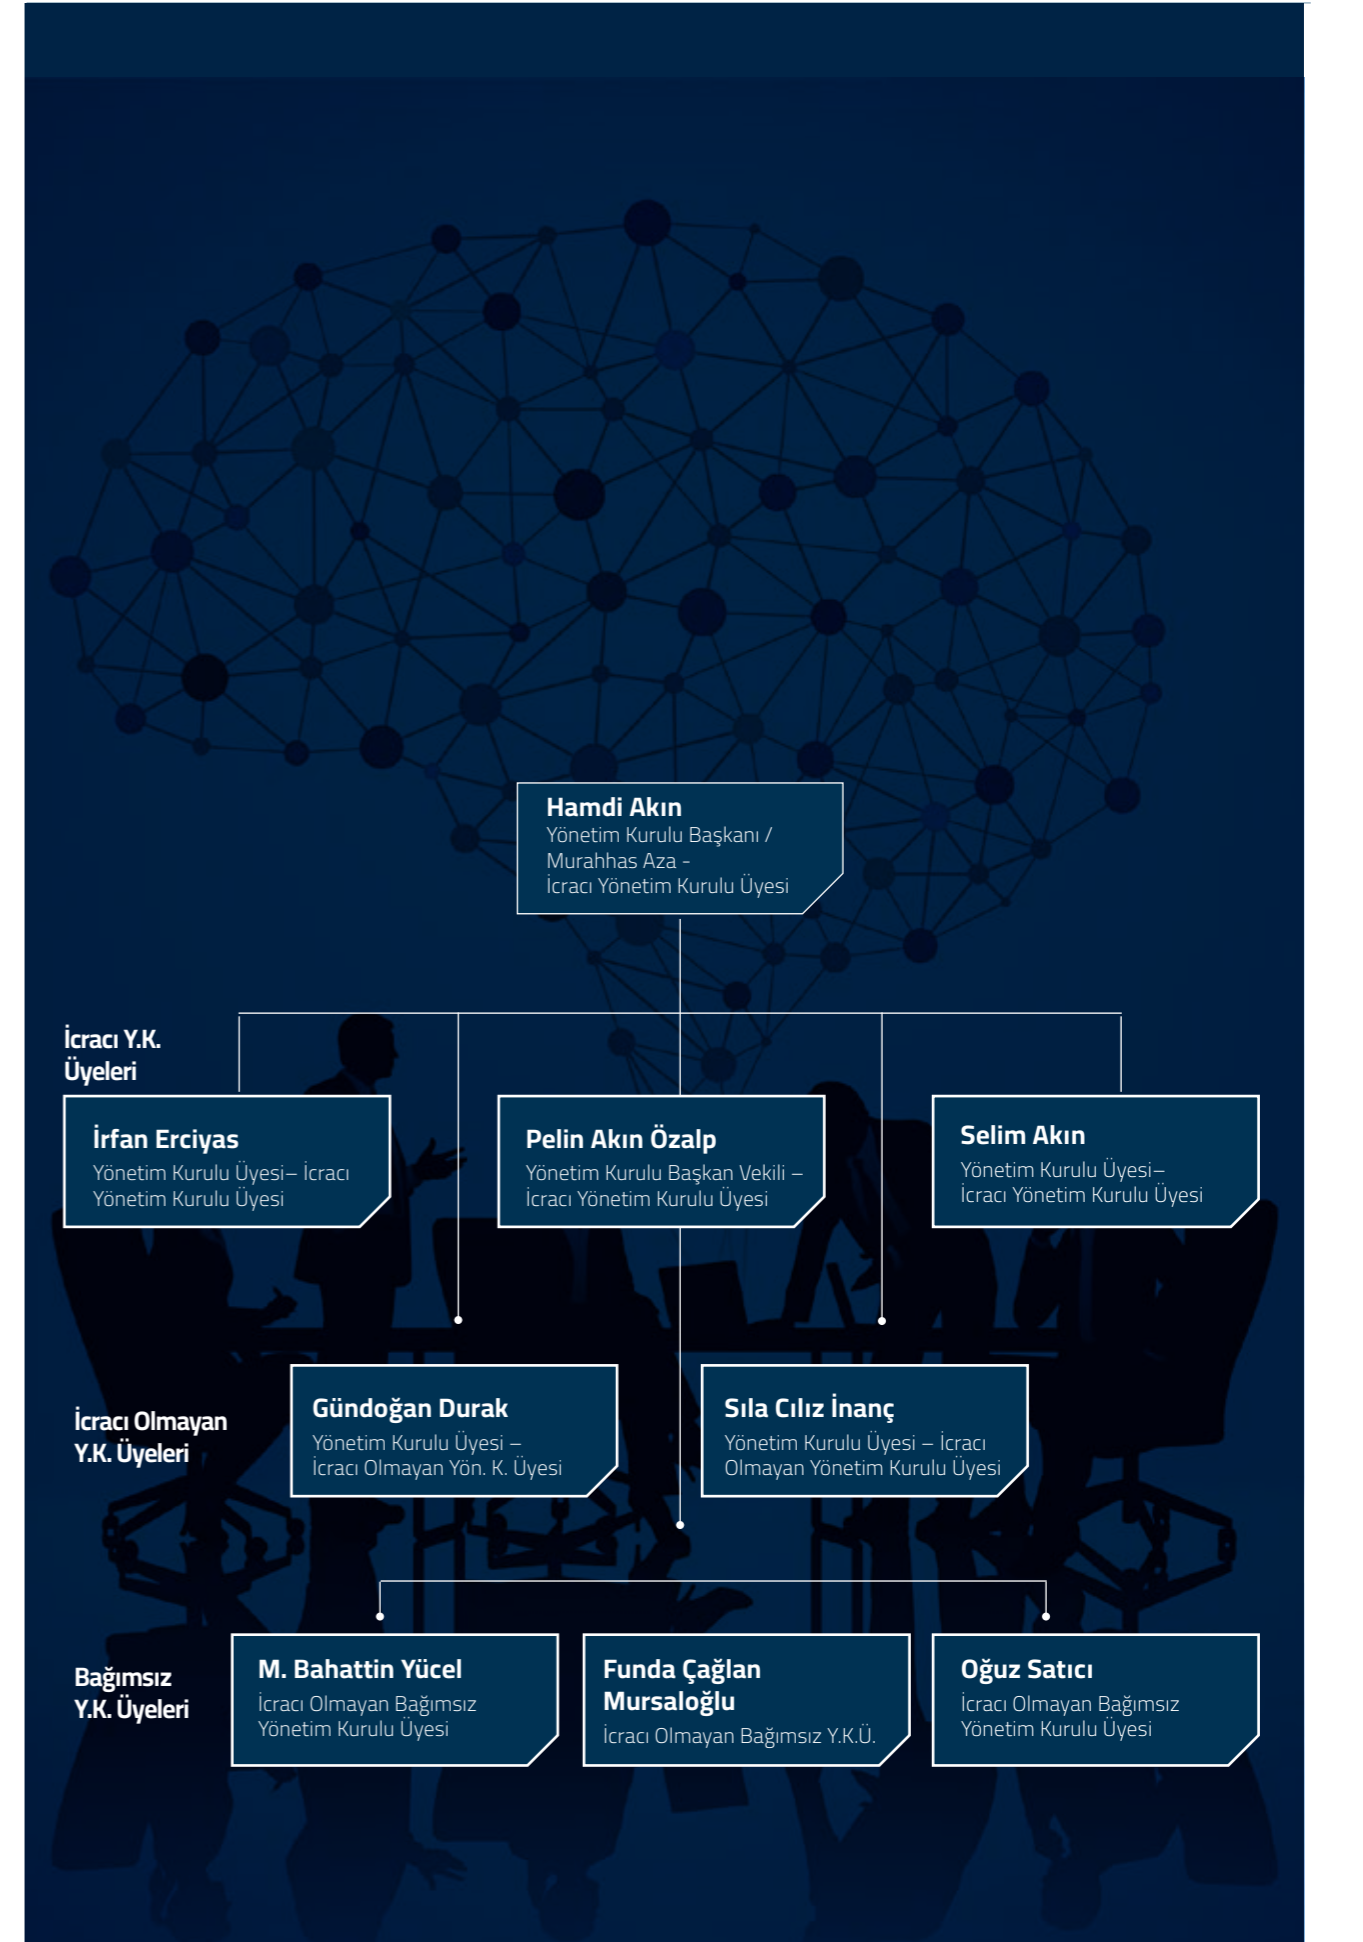 Hamdi Akın
Yönetim Kurulu Başkanı /
Murahhas Aza -
İcracı Yönetim Kurulu Üyesi
İcracı Y.K.
Üyeleri
İrfan Erciyas
Yönetim Kurulu Üyesi– İcracı
Yönetim Kurulu Üyesi
Pelin Akın Özalp
Yönetim Kurulu Başkan Vekili –
İcracı Yönetim Kurulu Üyesi
Selim Akın
Yönetim Kurulu Üyesi–
İcracı Yönetim Kurulu Üyesi
İcracı Olmayan
Y.K. Üyeleri
Gündoğan Durak
Yönetim Kurulu Üyesi –
İcracı Olmayan Yön. K. Üyesi
Sıla Cılız İnanç
Yönetim Kurulu Üyesi – İcracı
Olmayan Yönetim Kurulu Üyesi
Bağımsız
Y.K. Üyeleri
M. Bahattin Yücel
İcracı Olmayan Bağımsız
Yönetim Kurulu Üyesi
Funda Çağlan
Mursaloğlu
İcracı Olmayan Bağımsız Y.K.Ü.
Oğuz Satıcı
İcracı Olmayan Bağımsız
Yönetim Kurulu Üyesi